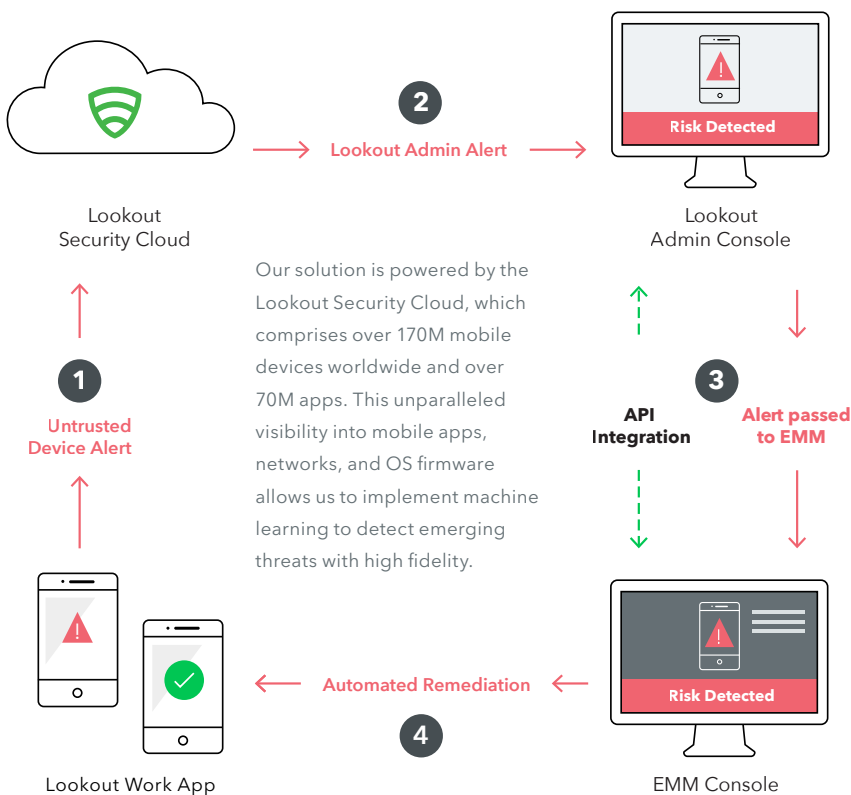 2
Lookout Admin Alert
Risk Detected
Lookout
Security Cloud
Lookout
Admin Console
Our solution is powered by the
Lookout Security Cloud, which
comprises over 170M mobile
devices worldwide and over
70M apps. This unparalleled
visibility into mobile apps,
networks, and OS firmware
allows us to implement machine
learning to detect emerging
threats with high fidelity.
1
Untrusted
Device Alert
3
API
Integration
Alert passed
to EMM
Automated Remediation
4
Risk Detected
Lookout Work App
EMM Console